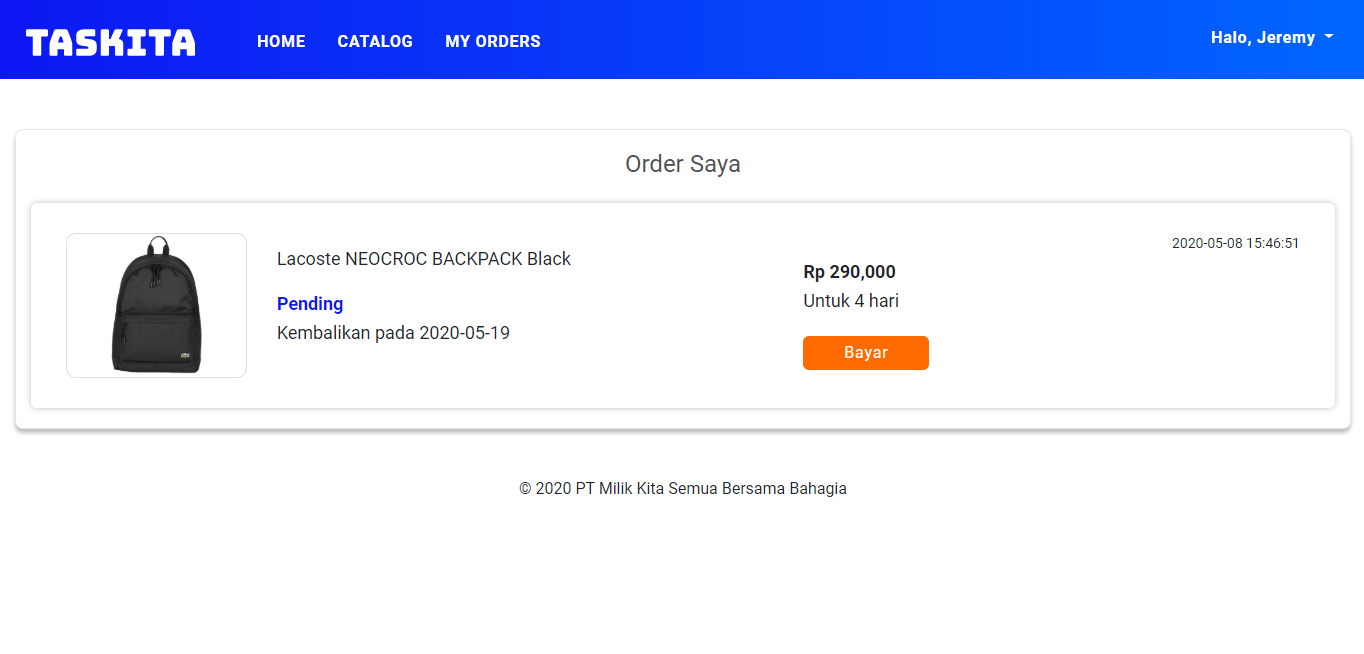 TASKITA
HOME CATALOG MY ORDERS
Halo, Jeremy
Order Saya
2020-05-08 15:46:51
Lacoste NEOCROC BACKPACK Black
Pending
Kembalikan pada 2020-05-19
Rp 290,000
Untuk 4 hari
Bayar
© 2020 PT Milik Kita Semua Bersama Bahagia